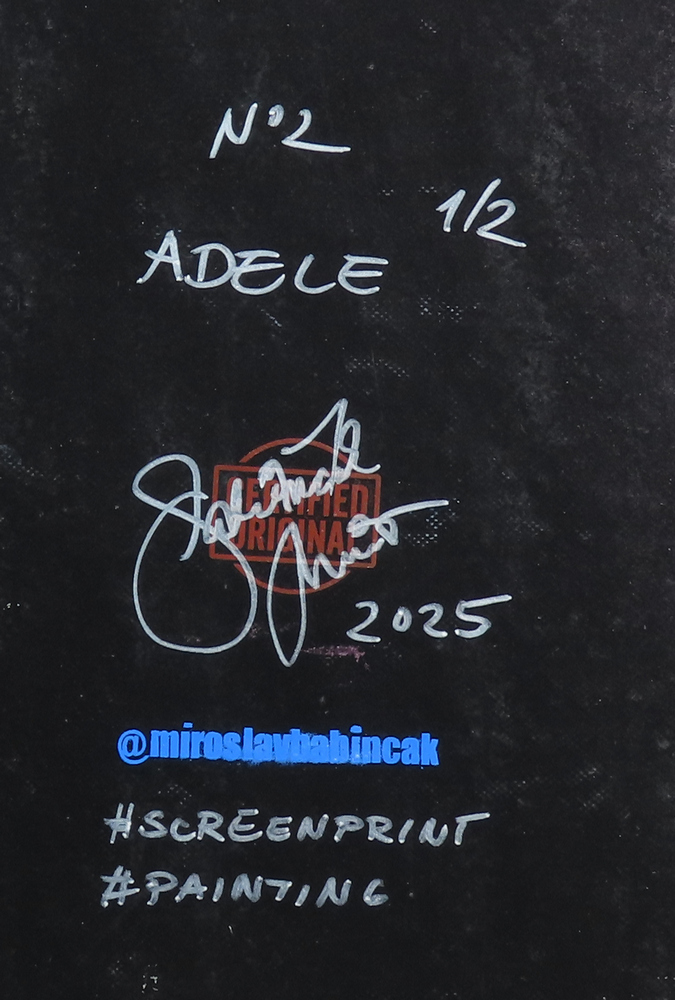 N°2
1/2
ADELE
CERTIFIED
ORIGINAL
2025
@miroslavbabincak
#SCREENPRINT
#PAINTING